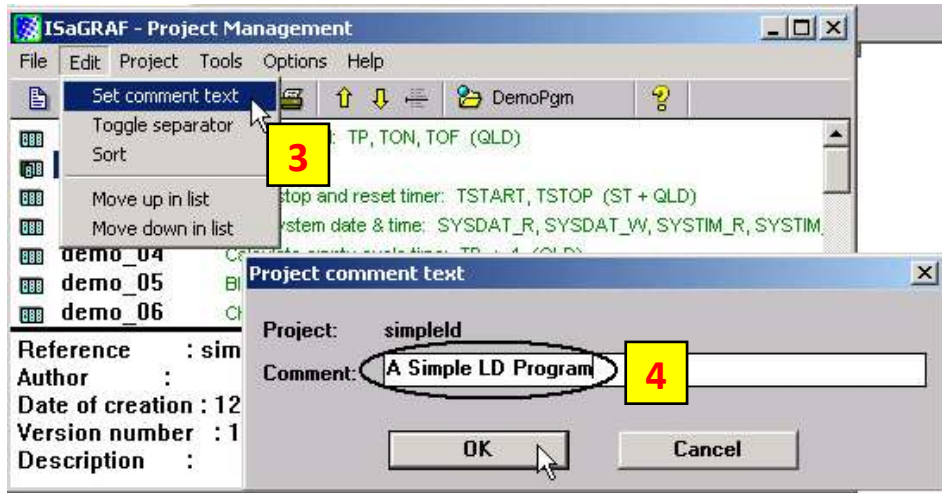 ISaGRAF - Project Management
File Edit Project Tools Options Help
DemoPgm
Set comment text
Toggle separator
Sort
Move up in list
Move down in list
3
: TP, TON, TOF (QLD)
stop and reset timer: TSTART, TSTOP (ST + QLD)
ystem date & time: SYSDAT_R, SYSDAT_W, SYSTIM_R, SYSTIM_
demo_04
demo_05 Bl
demo_06 Ch
Reference : sim
Author :
Date of creation : 12
Version number : 1
Description :
Project comment text
Project: simpleld
Comment: A Simple LD Program
4
OK Cancel